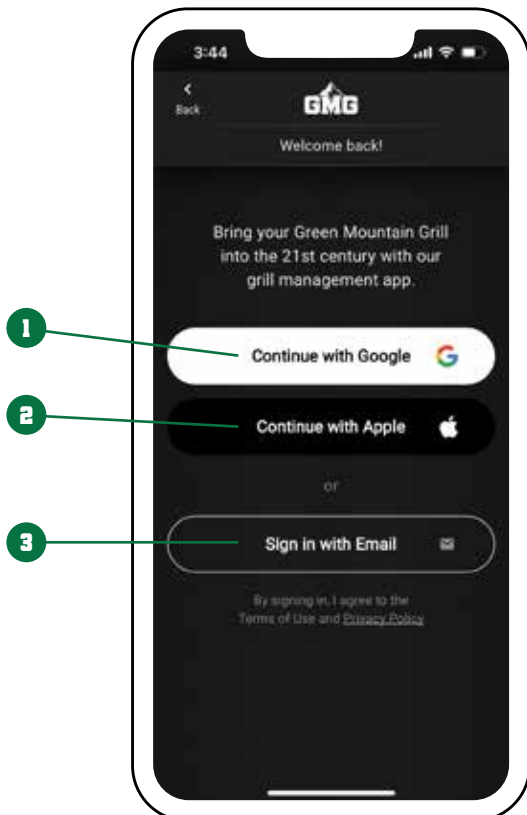 3:44
Back
GMG
Welcome back!
Bring your Green Mountain Grill
into the 21st century with our
grill management app.
1
Continue with Google
2
Continue with Apple
or
3
Sign in with Email
By signing in, I agree to the
Terms of Use and Privacy Policy